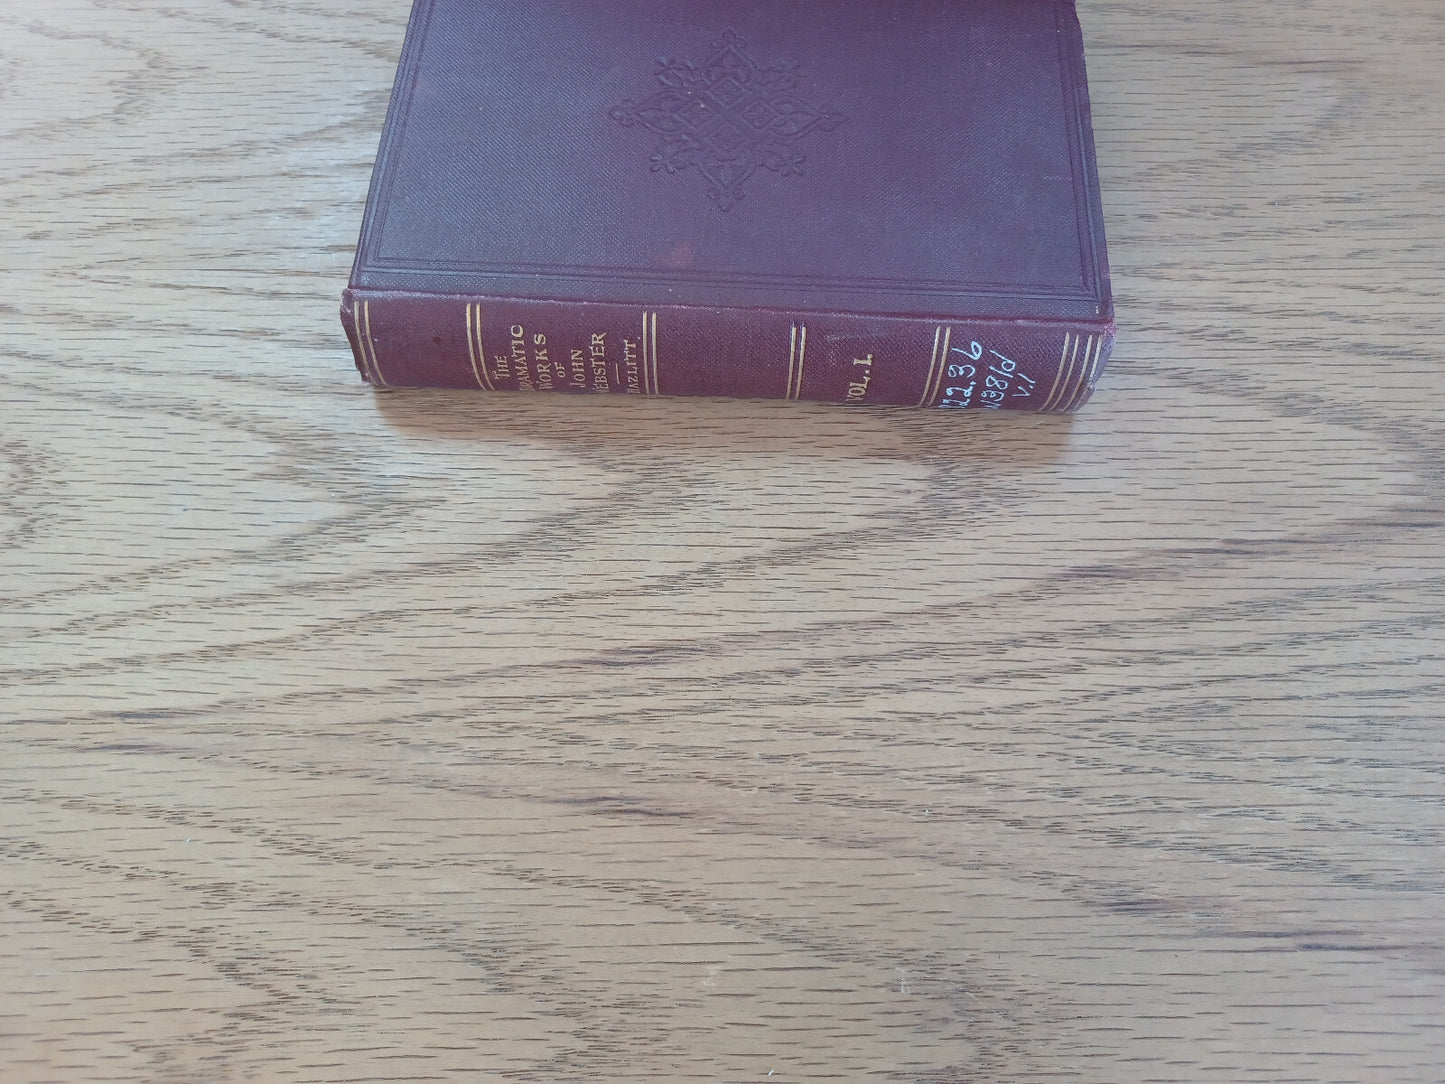 THE
DRAMATIC
WORKS
OF
JOHN
WEBSTER
HAZLITT.
VOL. I.
822.36
W381d
V.1